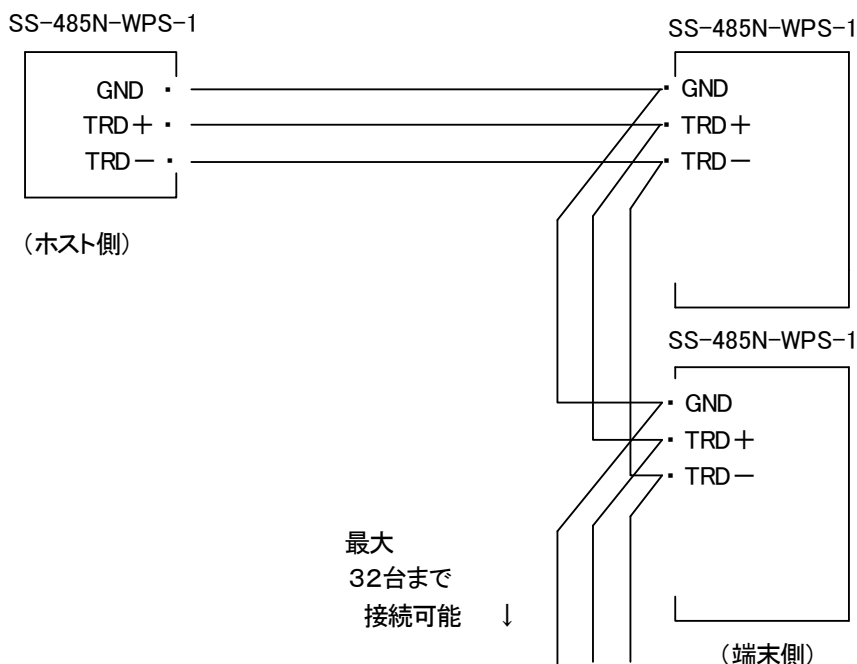 SS-485N-WPS-1
GND
TRD+
TRD-
(ホスト側)
SS-485N-WPS-1
GND
TRD+
TRD-
SS-485N-WPS-1
GND
TRD+
TRD-
最大
32台まで
接続可能 ↓
(端末側)